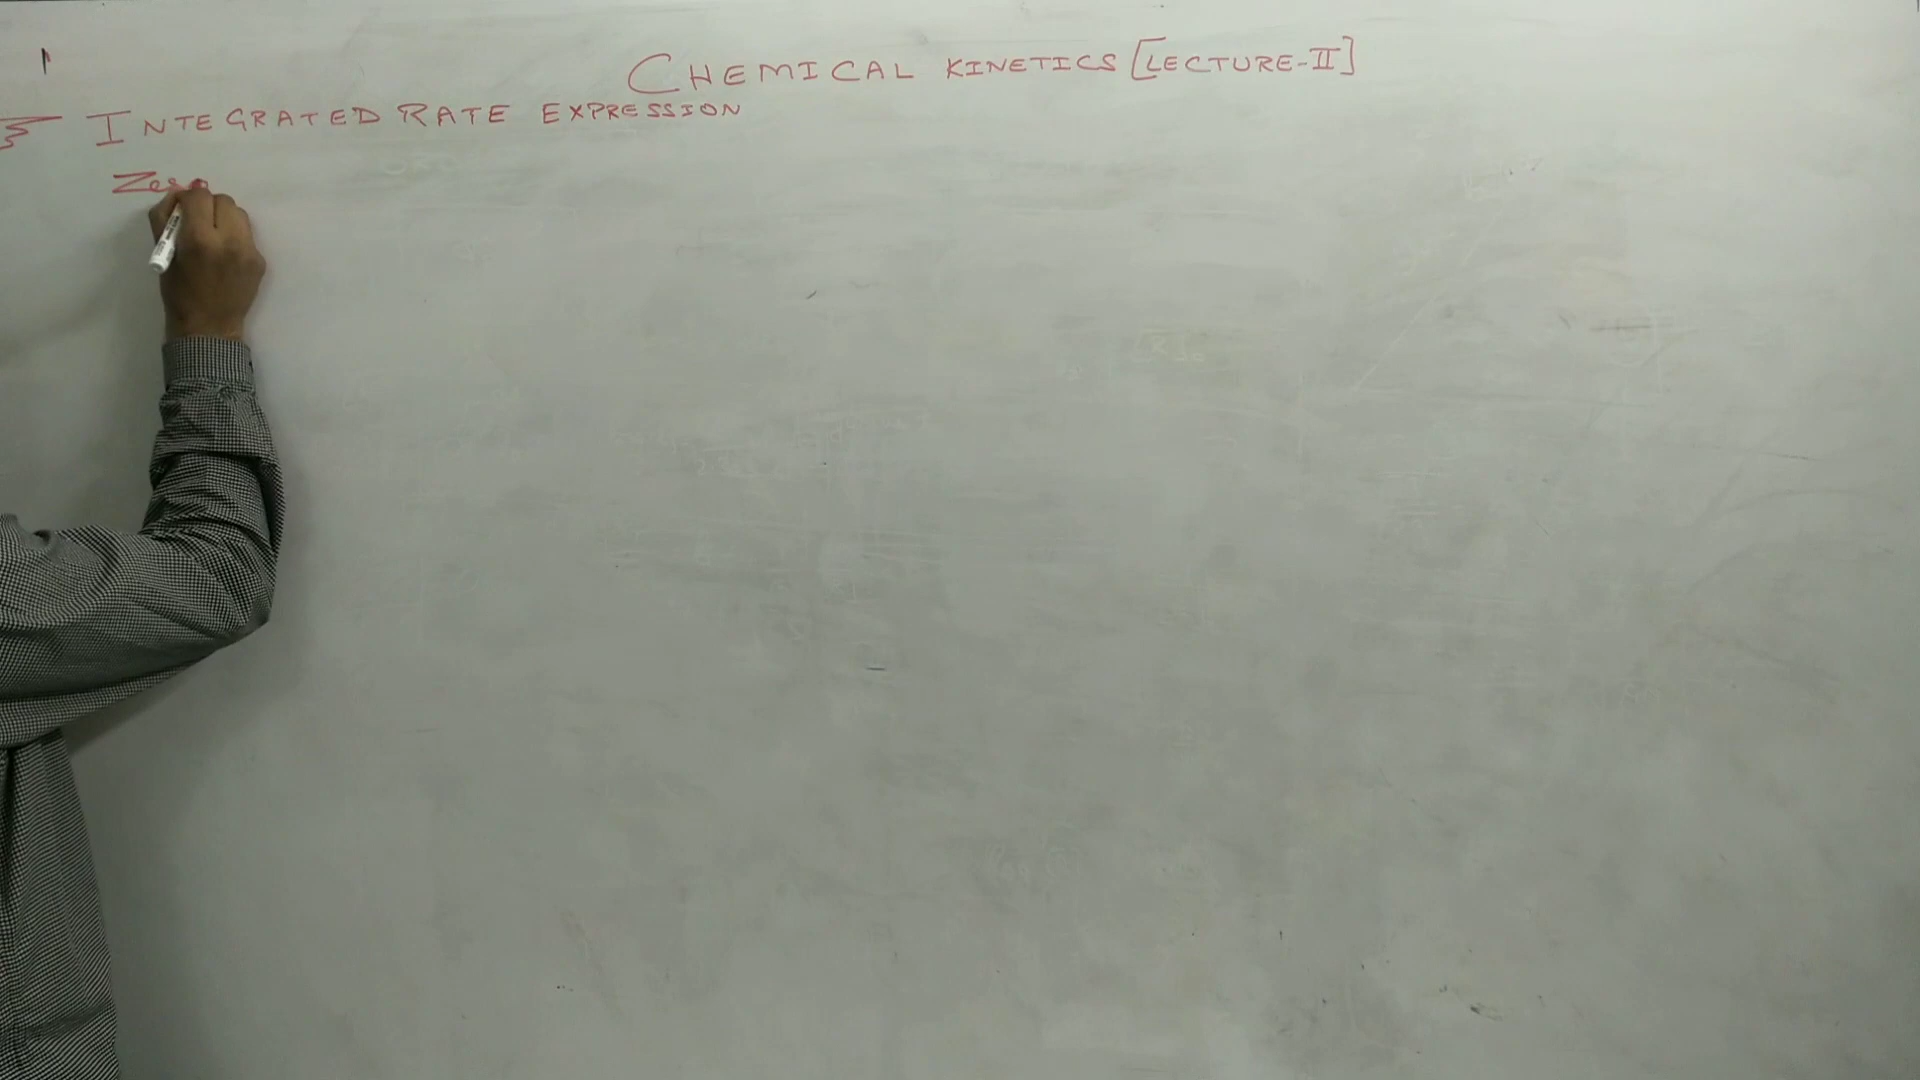 CHEMICAL KINETICS [LECTURE-II]
INTEGRATED RATE EXPRESSION
Zero